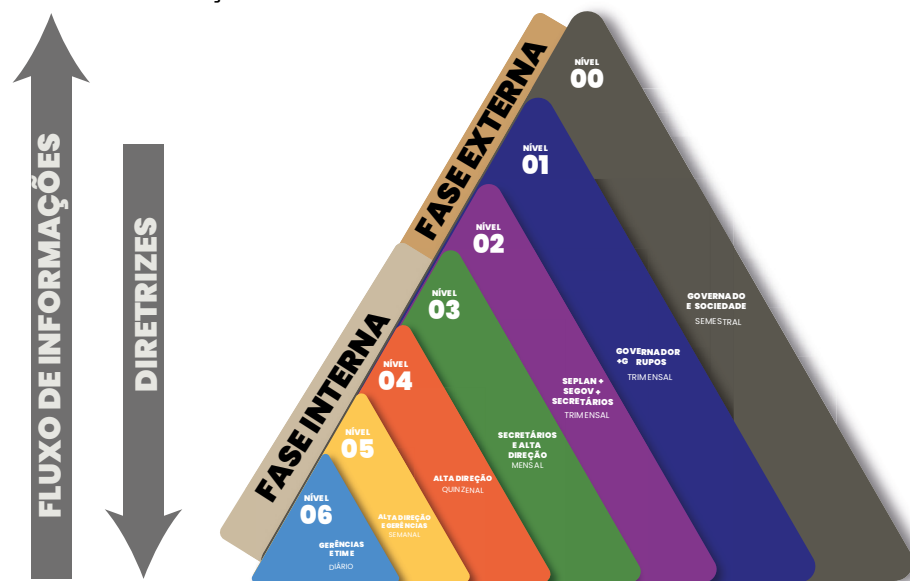 FLUXO DE INFORMAÇÕES
DIRETRIZES
FASE EXTERNA
FASE INTERNA
NÍVEL
00
GOVERNADO
E SOCIEDADE
SEMESTRAL
NÍVEL
01
GOVERNADOR
+G RUPOS
TRIMENSAL
NÍVEL
02
SEPLAN +
SEGOV +
SECRETÁRIOS
TRIMENSAL
NÍVEL
03
SECRETÁRIOS
E ALTA
DIREÇÃO
MENSAL
NÍVEL
04
ALTA DIREÇÃO
QUINZENAL
NÍVEL
05
ALTA DIREÇÃO
E GERÊNCIAS
SEMANAL
NÍVEL
06
GERÊNCIAS
E TIME
DIÁRIO